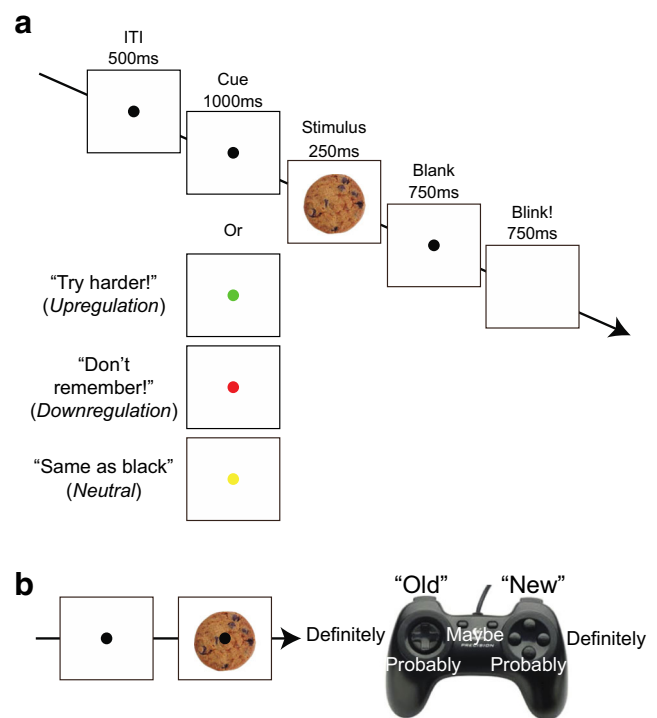 a
ITI
500ms
Cue
1000ms
Stimulus
250ms
Blank
750ms
Blink!
750ms
Or
“Try harder!”
(Upregulation)
“Don’t
remember!”
(Downregulation)
“Same as black”
(Neutral)
b
“Old”
“New”
Definitely
Maybe
Definitely
PRECISION
Probably
Probably